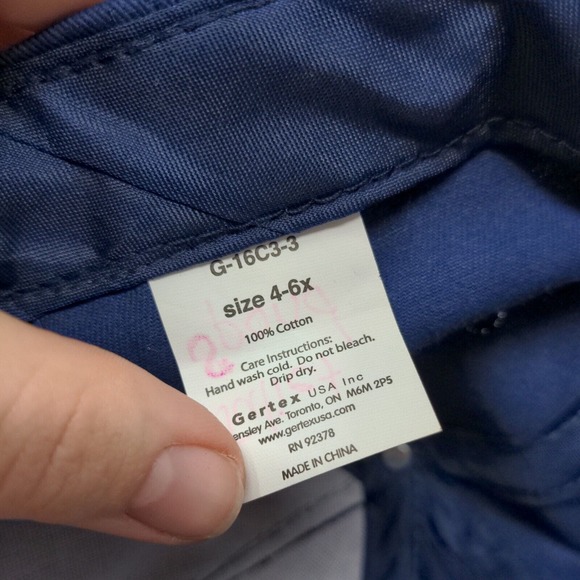 G-16C3-3
size 4-6x
100% Cotton
Care Instructions:
Hand wash cold. Do not bleach.
Drip dry.
Gertex USA Inc
ensley Ave. Toronto, ON M6M 2P5
www.gertexusa.com
RN 92378
MADE IN CHINA